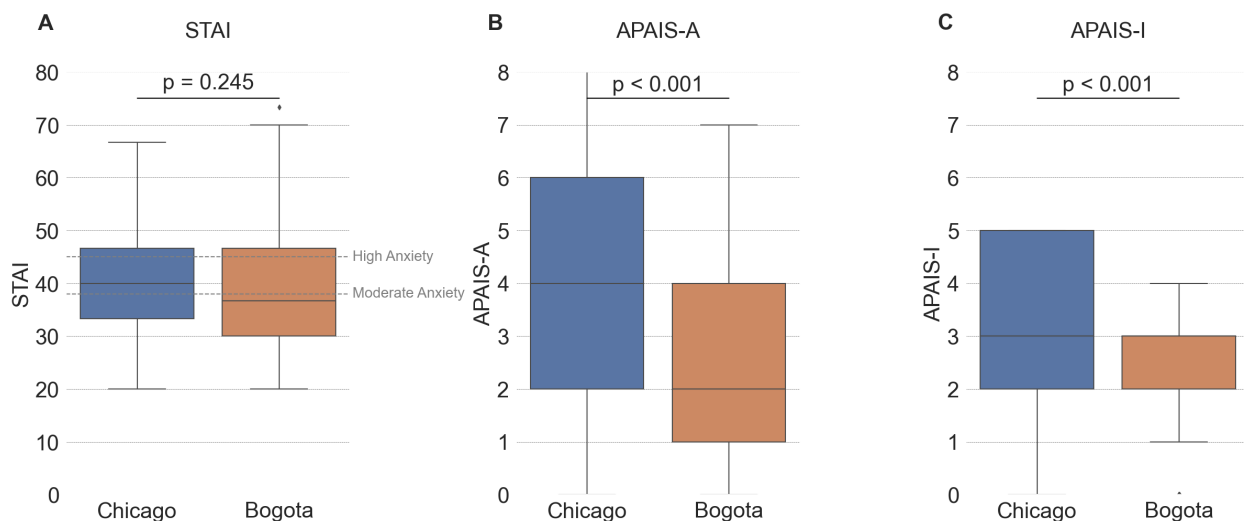 A
STAI
p = 0.245
80
70
60
50
40
30
20
10
0
STAI
High Anxiety
Moderate Anxiety
Chicago
Bogota
B
APAIS-A
p < 0.001
8
7
6
5
4
3
2
1
0
APAIS-A
Chicago
Bogota
C
APAIS-I
p < 0.001
8
7
6
5
4
3
2
1
0
APAIS-I
Chicago
Bogota